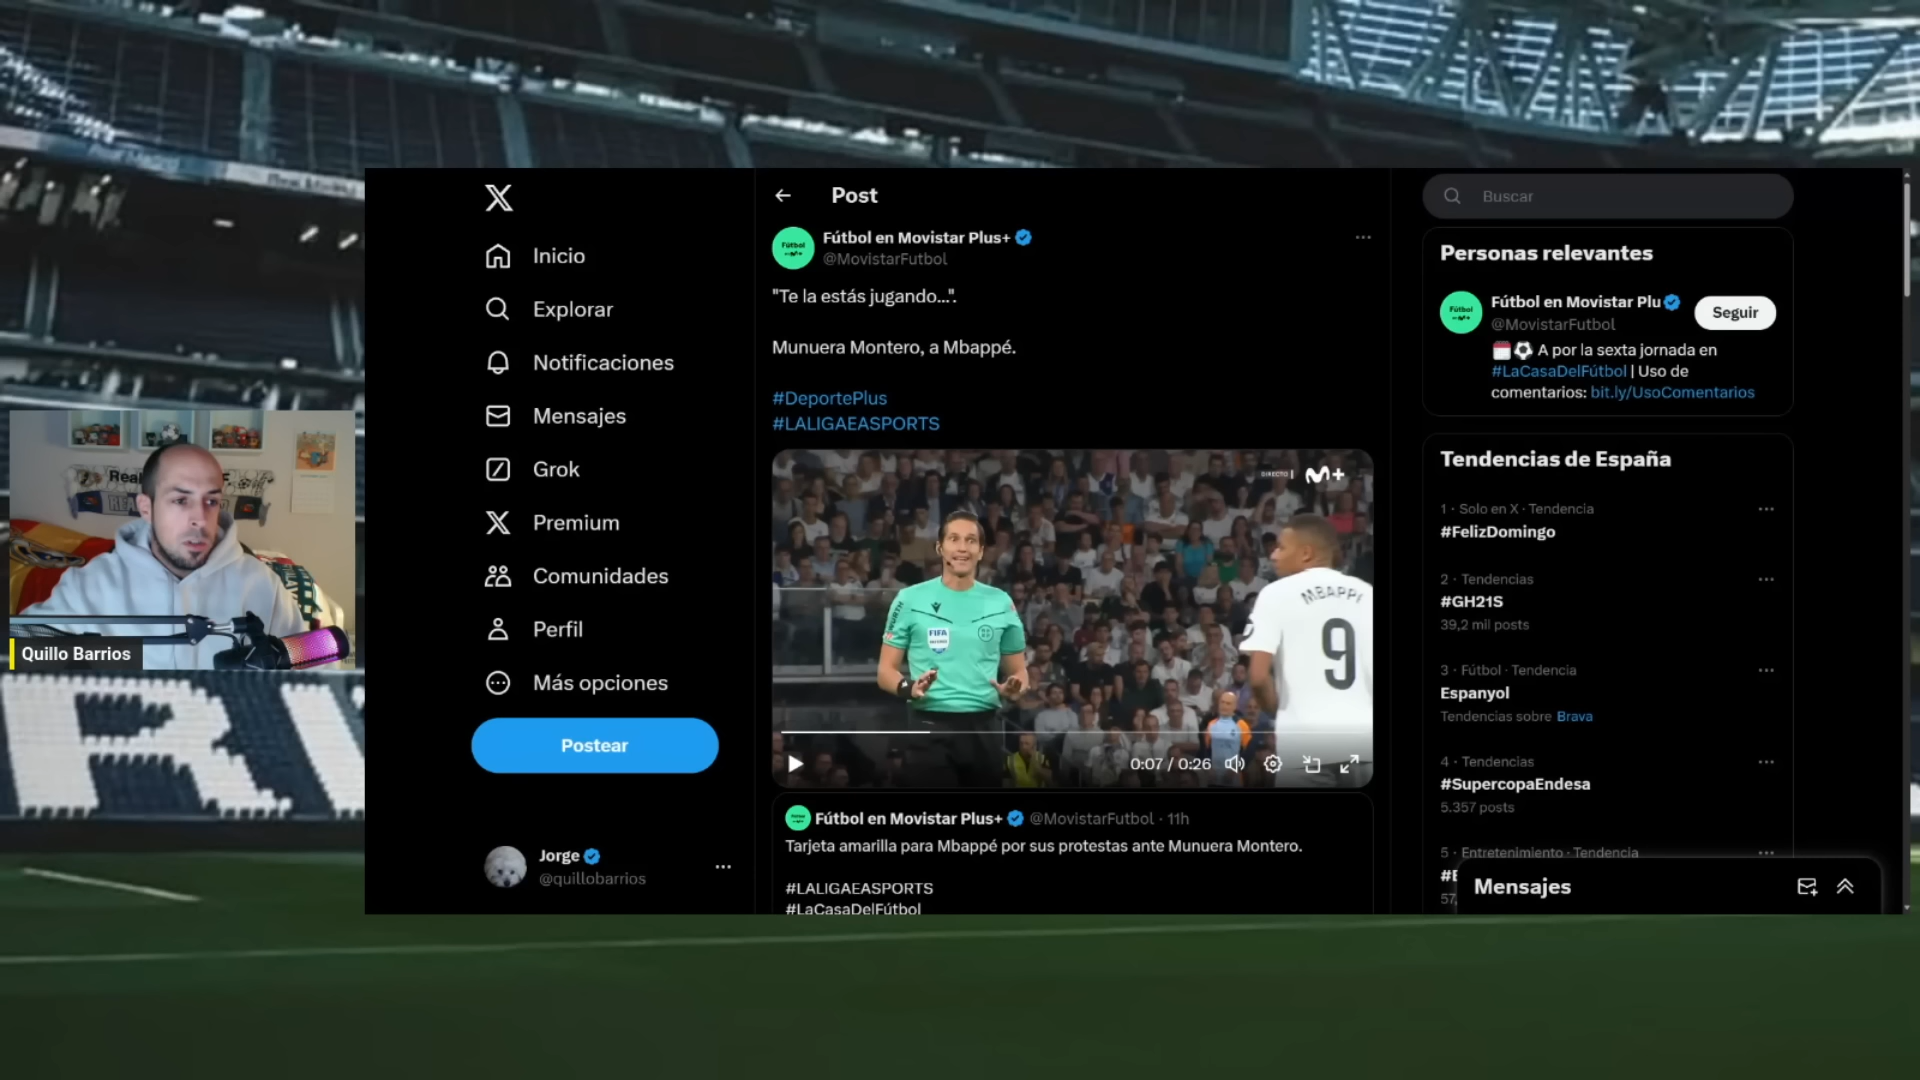 Inicio
Explorar
Notificaciones
Mensajes
Grok
Premium
Comunidades
Perfil
Más opciones
Postear
Jorge
@quillobarrios
Quillo Barrios
Post
Fútbol en Movistar Plus+
@MovistarFutbol
"Te la estás jugando...".
Munuera Montero, a Mbappé.
#DeportePlus
#LALIGAEASPORTS
DIRECTO | M+
FIFA
MBAPPÉ
9
0:07 / 0:26
Fútbol en Movistar Plus+ @MovistarFutbol · 11h
Tarjeta amarilla para Mbappé por sus protestas ante Munuera Montero.
#LALIGAEASPORTS
#LaCasaDelFútbol
Buscar
Personas relevantes
Fútbol en Movistar Plu
@MovistarFutbol
Seguir
A por la sexta jornada en
#LaCasaDelFútbol | Uso de
comentarios: bit.ly/UsoComentarios
Tendencias de España
1 · Solo en X · Tendencia
#FelizDomingo
2 · Tendencias
#GH21S
39,2 mil posts
3 · Fútbol · Tendencia
Espanyol
Tendencias sobre Brava
4 · Tendencias
#SupercopaEndesa
5.357 posts
5 · Entretenimiento · Tendencia
Mensajes